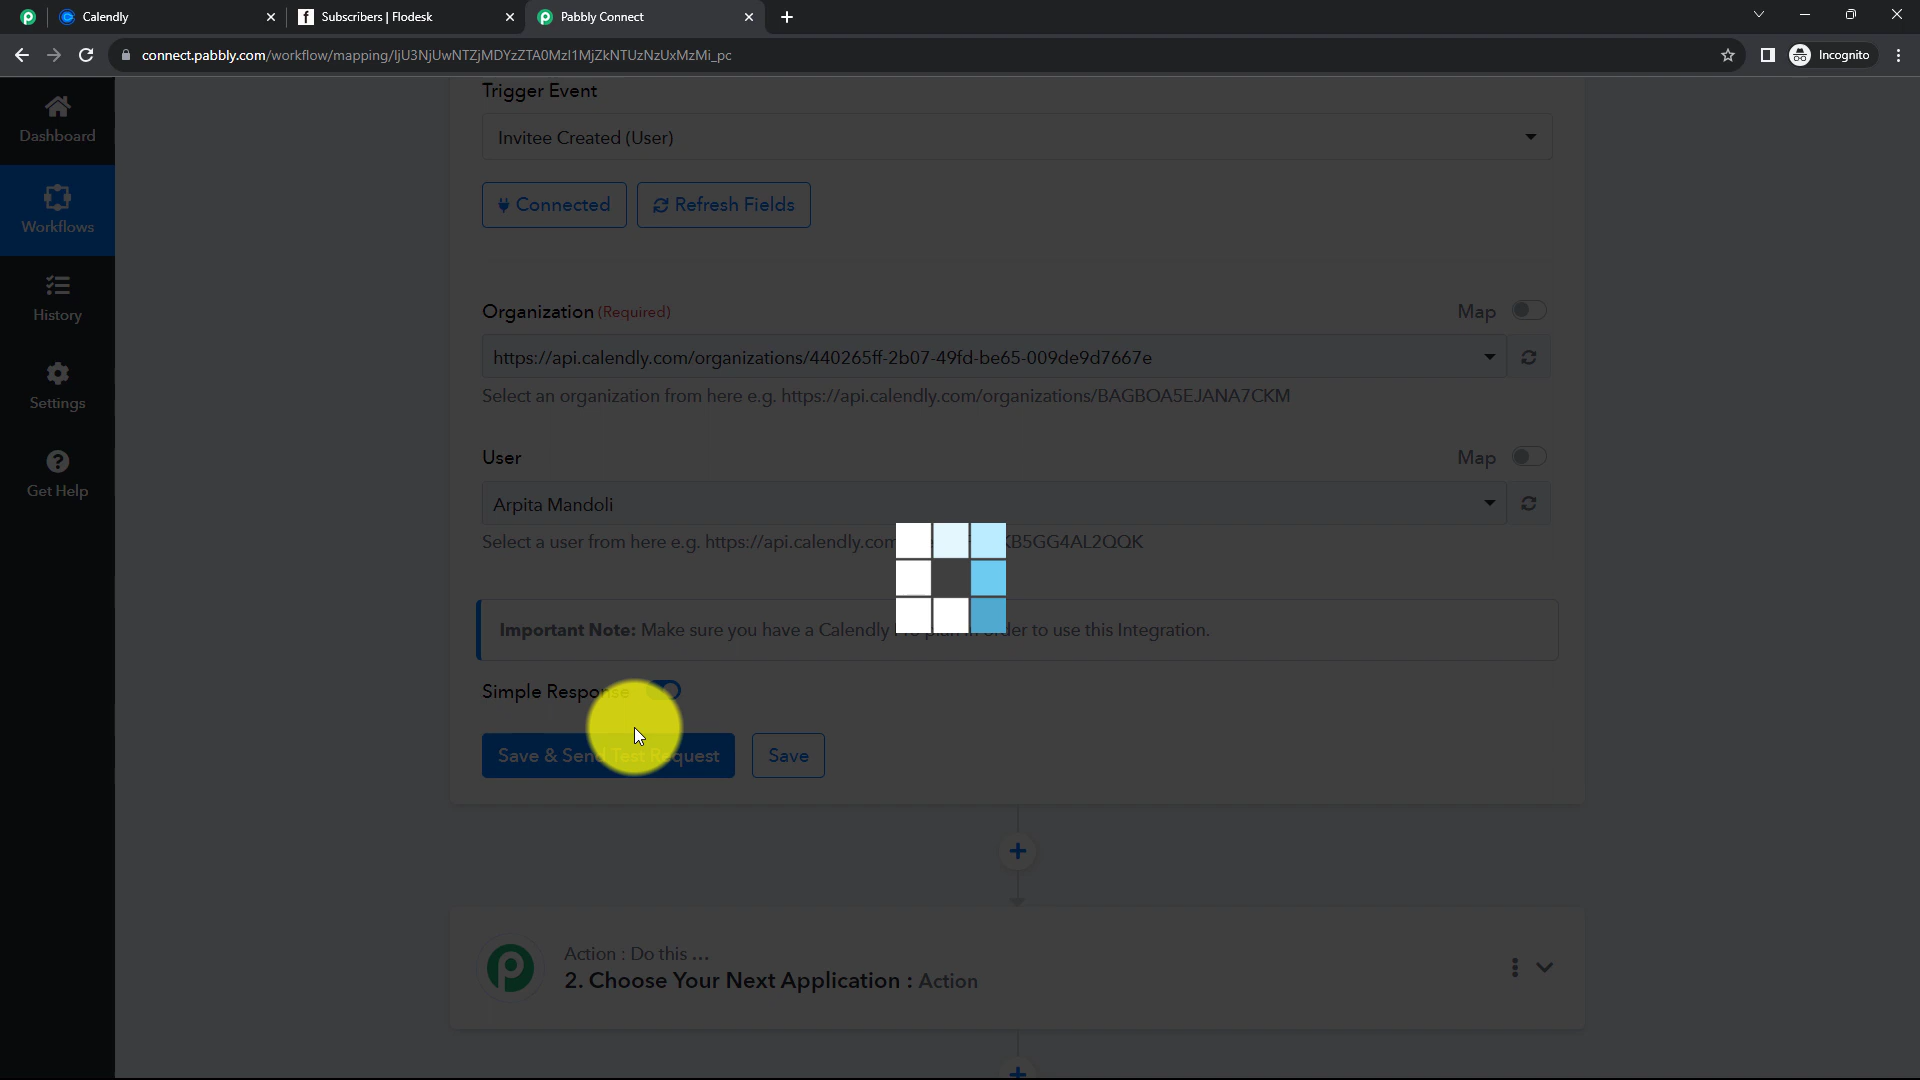 Calendly
Subscribers | Flodesk
Pabbly Connect
connect.pabbly.com/workflow/mapping/IjU3NjUwNTZjMDYzZTA0MzI1MjZkNTUzNzUxMzMi_pc
Incognito
Dashboard
Workflows
History
Settings
Get Help
Trigger Event
Invitee Created (User)
Connected
Refresh Fields
Organization (Required)
Map
https://api.calendly.com/organizations/440265ff-2b07-49fd-be65-009de9d7667e
Select an organization from here e.g. https://api.calendly.com/organizations/BAGBOA5EJANA7CKM
User
Map
Arpita Mandoli
Select a user from here e.g. https://api.calendly.com B5GG4AL2QQK
Important Note: Make sure you have a Calendly plan in order to use this Integration.
Simple Response
Save & Send Test Request
Save
Action : Do this ...
2. Choose Your Next Application : Action